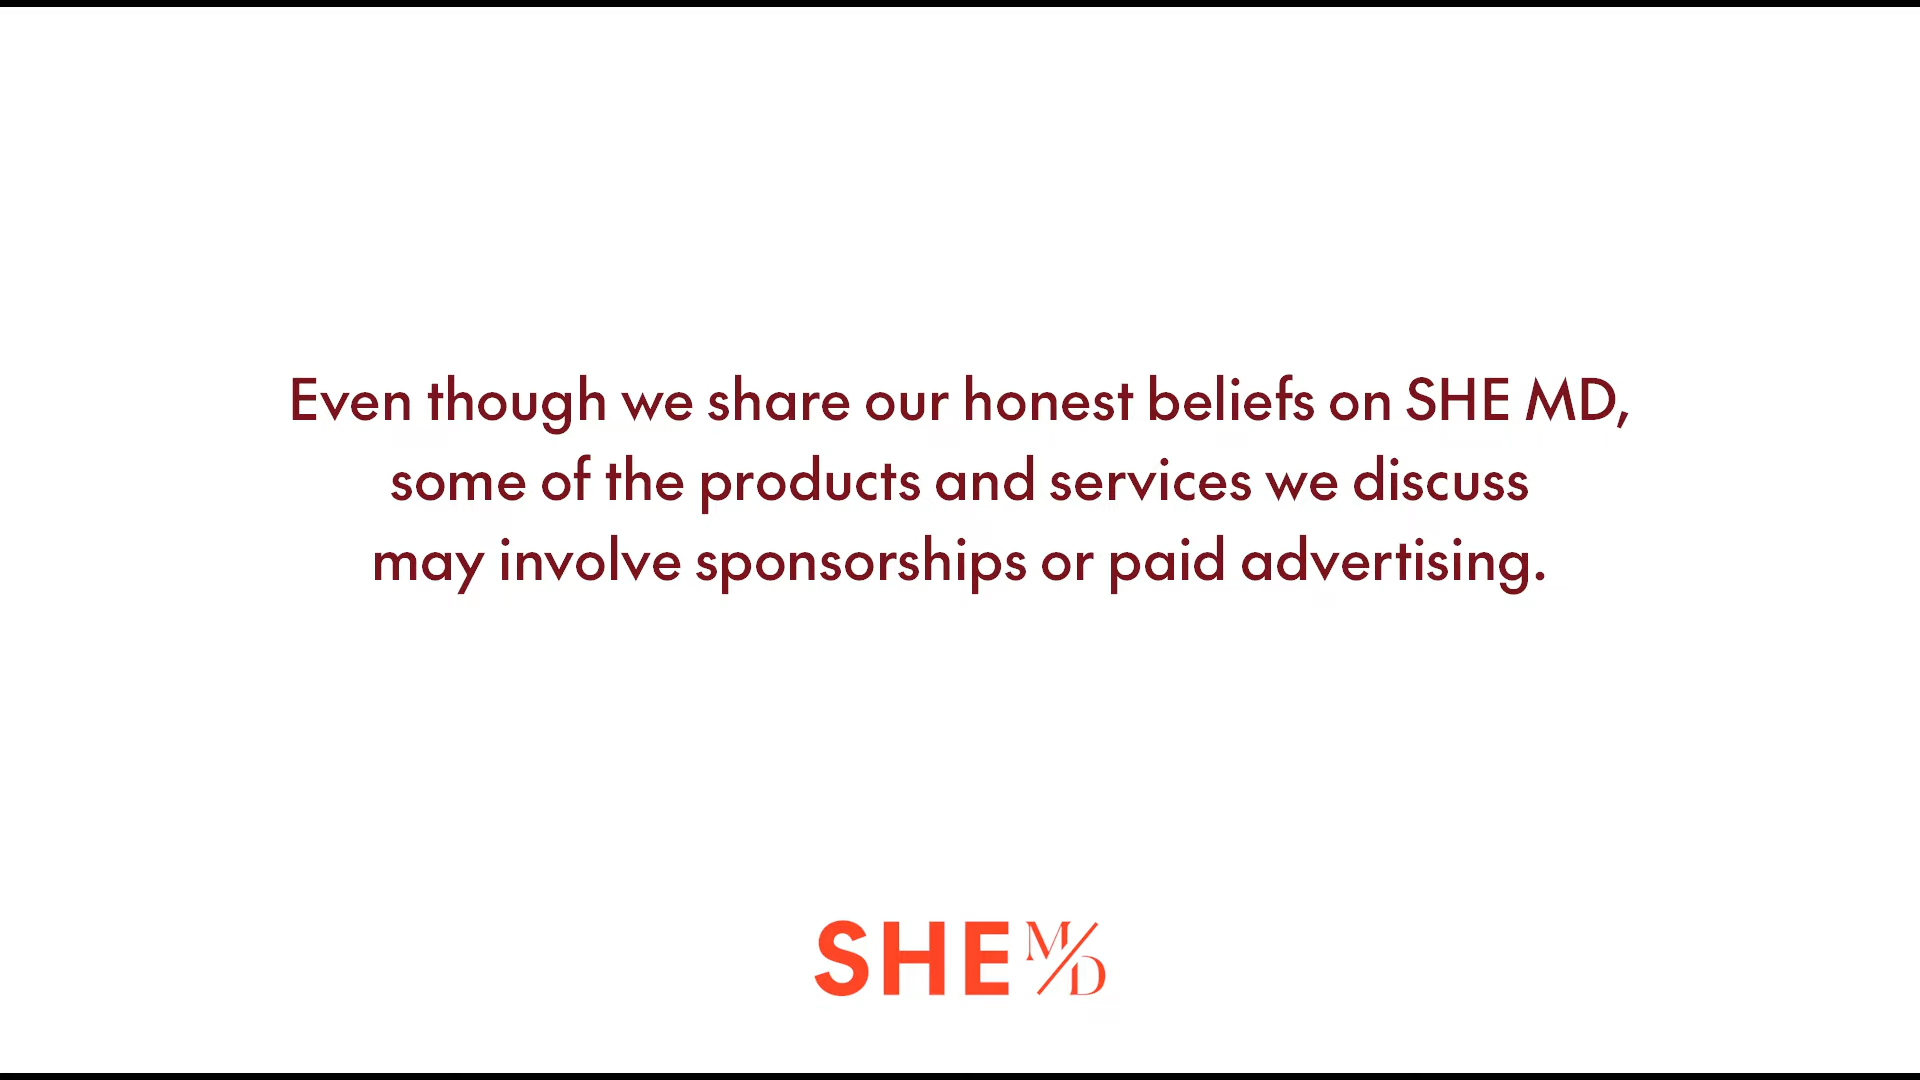 Even though we share our honest beliefs on SHE MD,
some of the products and services we discuss
may involve sponsorships or paid advertising.
SHE M/D